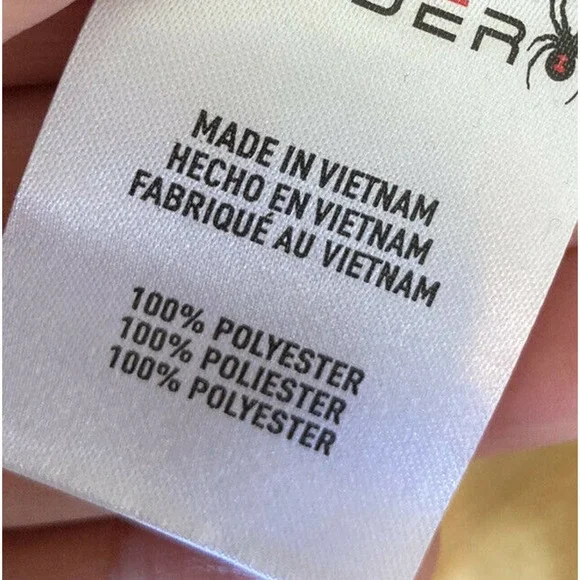 DER
MADE IN VIETNAM
HECHO EN VIETNAM
FABRIQUÉ AU VIETNAM
100% POLYESTER
100% POLIESTER
100% POLYESTER